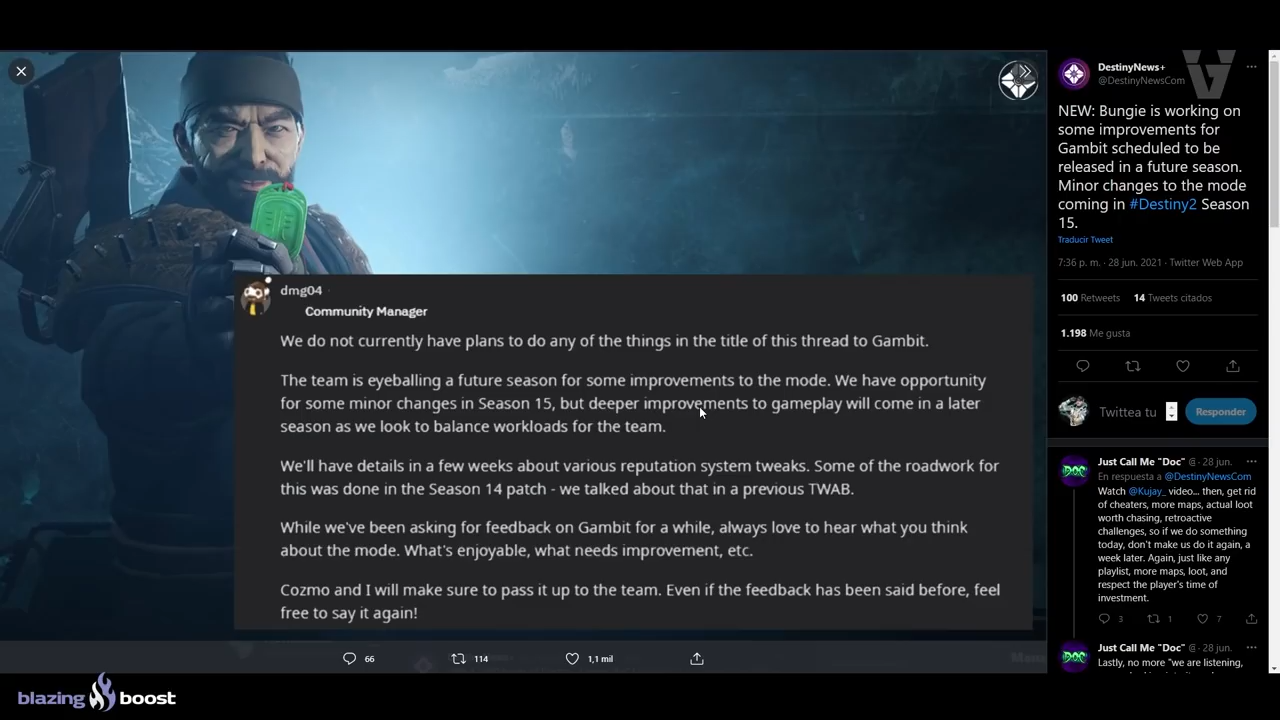 dmg04
Community Manager
We do not currently have plans to do any of the things in the title of this thread to Gambit.
The team is eyeballing a future season for some improvements to the mode. We have opportunity
for some minor changes in Season 15, but deeper improvements to gameplay will come in a later
season as we look to balance workloads for the team.
We'll have details in a few weeks about various reputation system tweaks. Some of the roadwork for
this was done in the Season 14 patch - we talked about that in a previous TWAB.
While we've been asking for feedback on Gambit for a while, always love to hear what you think
about the mode. What's enjoyable, what needs improvement, etc.
Cozmo and I will make sure to pass it up to the team. Even if the feedback has been said before, feel
free to say it again!
66
114
1,1 mil
blazing boost
DestinyNews+
@DestinyNewsCom
NEW: Bungie is working on
some improvements for
Gambit scheduled to be
released in a future season.
Minor changes to the mode
coming in #Destiny2 Season
15.
Traducir Tweet
7:36 p. m. · 28 jun. 2021 · Twitter Web App
100 Retweets 14 Tweets citados
1.198 Me gusta
Twittea tu
Responder
Just Call Me "Doc" @ · 28 jun.
En respuesta a @DestinyNewsCom
Watch @Kujay_ video... then, get rid
of cheaters, more maps, actual loot
worth chasing, retroactive
challenges, so if we do something
today, don't make us do it again, a
week later. Again, just like any
playlist, more maps, loot, and
respect the player's time of
investment.
3 1 7
Just Call Me "Doc" @ · 28 jun.
Lastly, no more "we are listening,